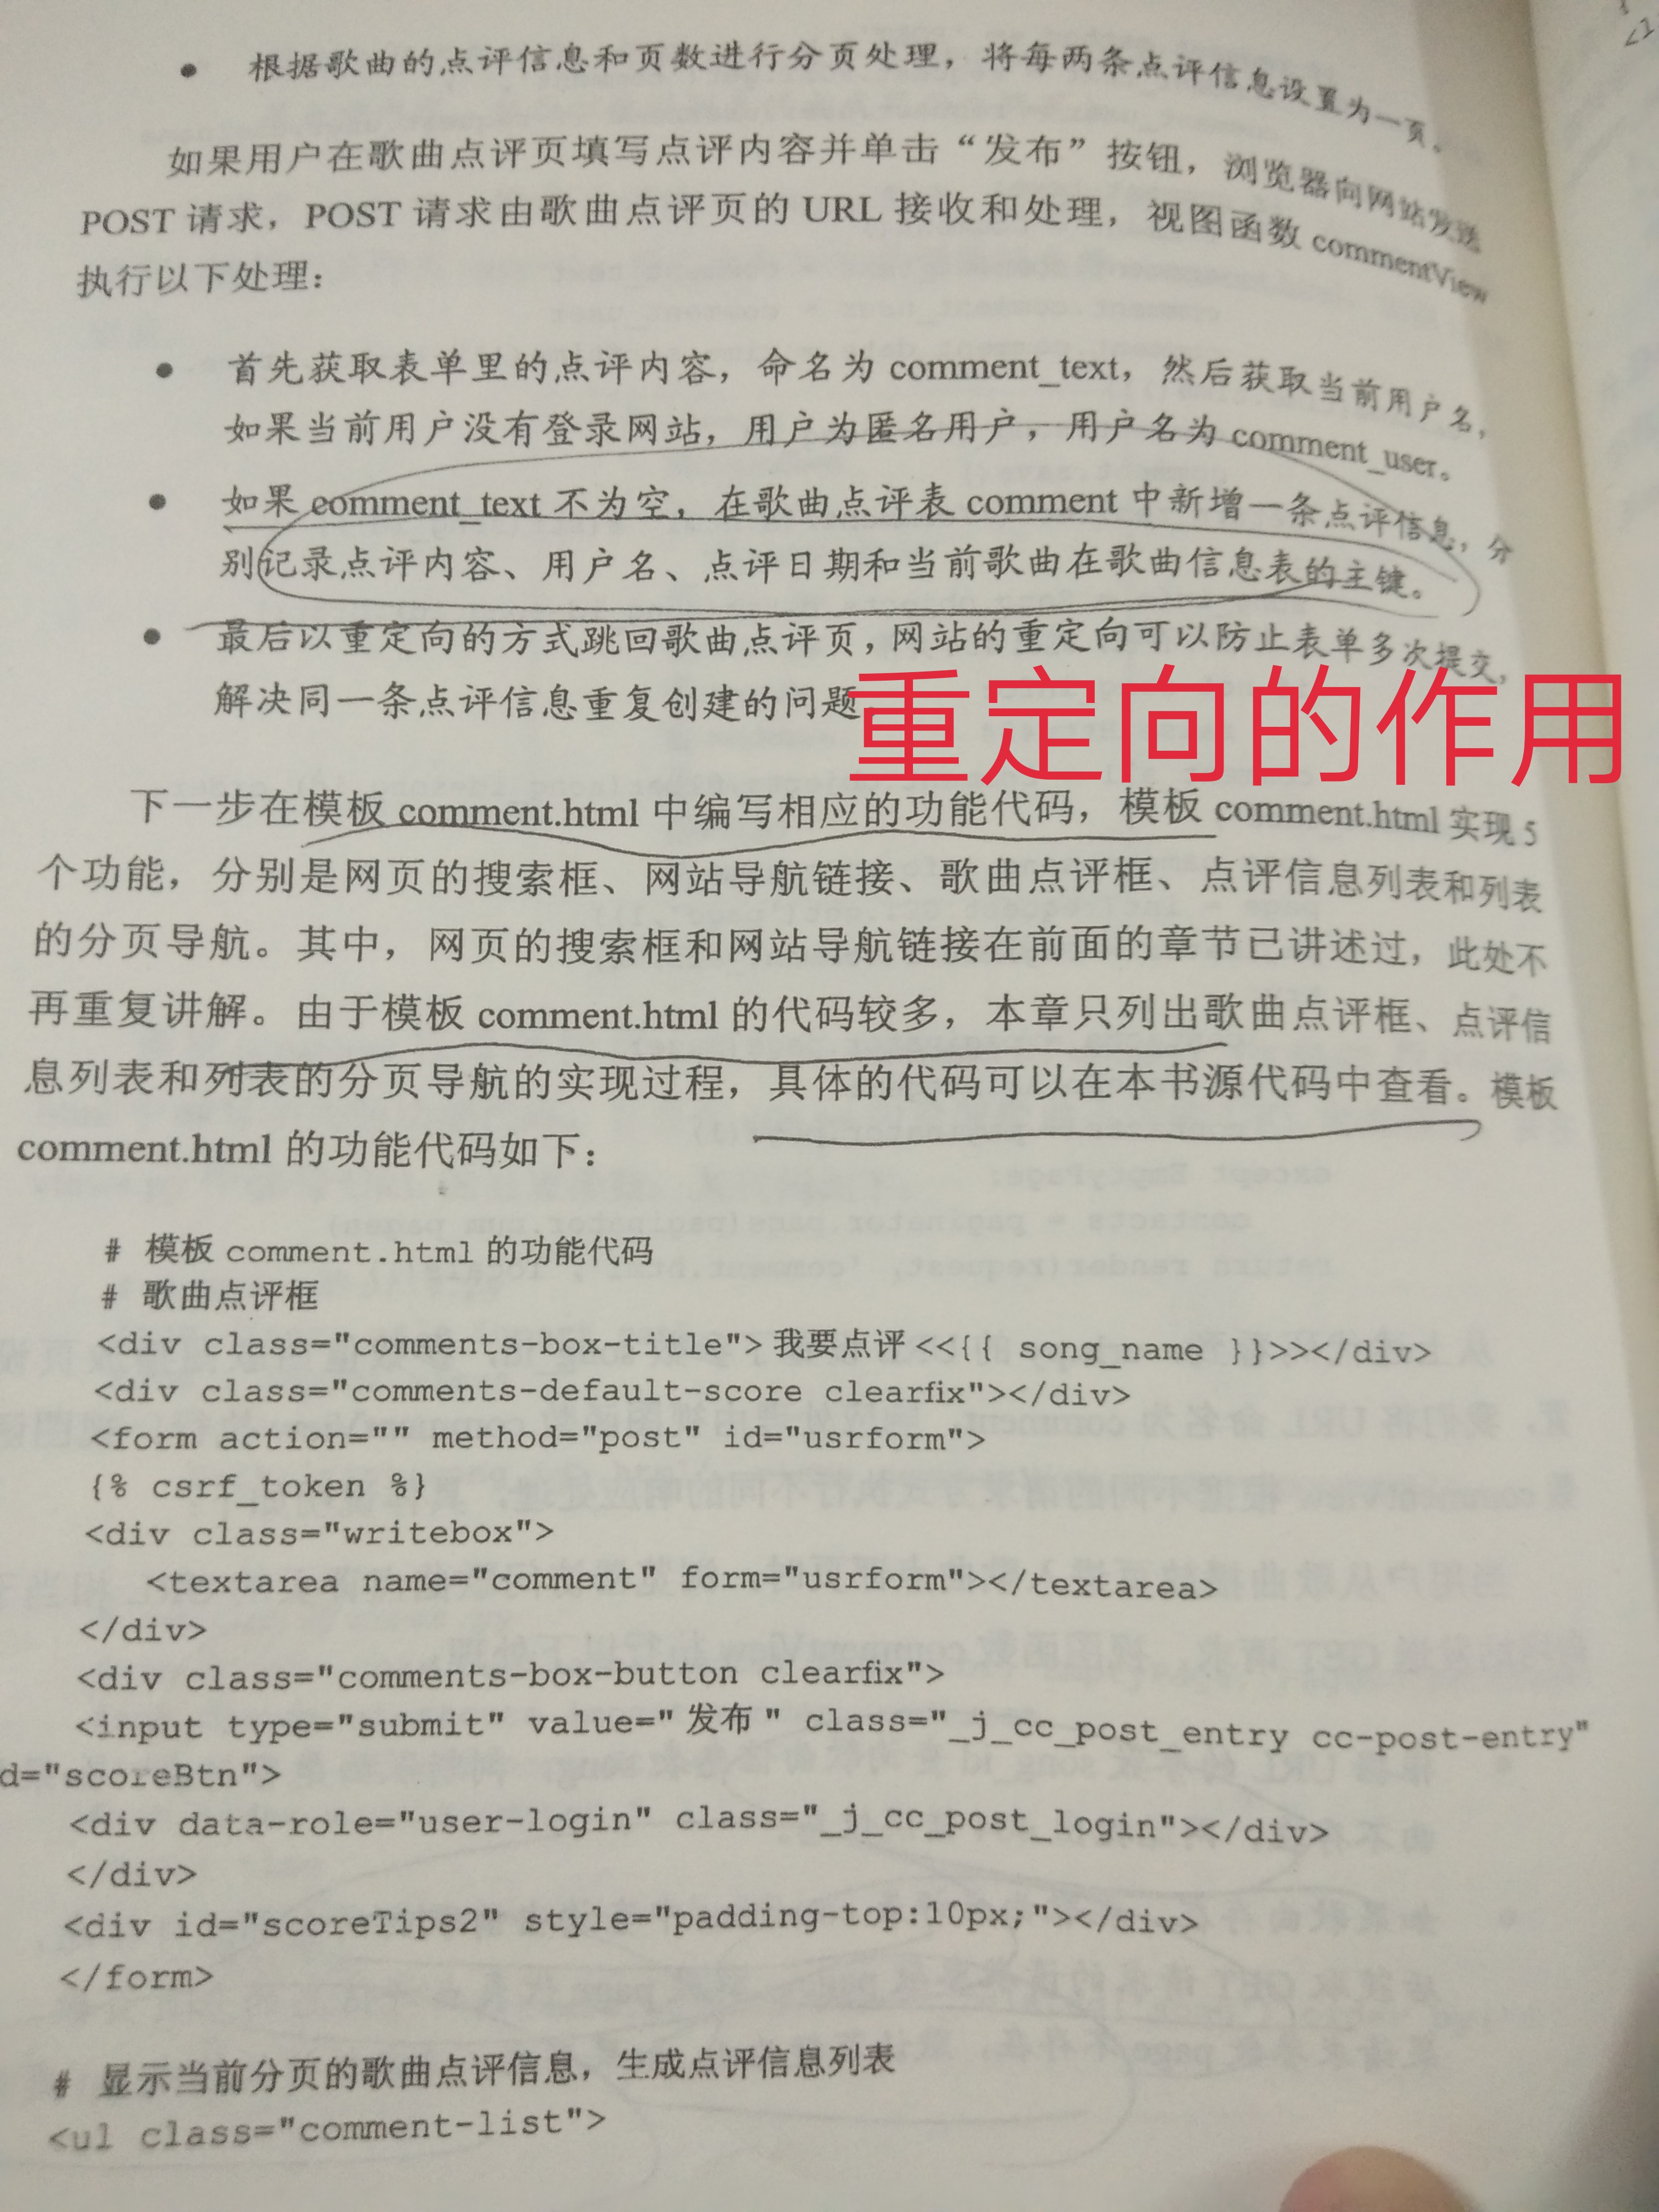 • 根据歌曲的点评信息和页数进行分页处理，将每两条点评信息设置为一页。
如果用户在歌曲点评页填写点评内容并单击“发布”按钮，浏览器向网站发送
POST 请求，POST 请求由歌曲点评页的 URL 接收和处理，视图函数 commentView
执行以下处理：
• 首先获取表单里的点评内容，命名为 comment_text，然后获取当前用户名，
如果当前用户没有登录网站，用户为匿名用户，用户名为 comment_user。
• 如果 comment_text 不为空，在歌曲点评表 comment 中新增一条点评信息，分
别记录点评内容、用户名、点评日期和当前歌曲在歌曲信息表的主键。
• 最后以重定向的方式跳回歌曲点评页，网站的重定向可以防止表单多次提交，
解决同一条点评信息重复创建的问题。
重定向的作用
下一步在模板 comment.html 中编写相应的功能代码，模板 comment.html 实现 5
个功能，分别是网页的搜索框、网站导航链接、歌曲点评框、点评信息列表和列表
的分页导航。其中，网页的搜索框和网站导航链接在前面的章节已讲述过，此处不
再重复讲解。由于模板 comment.html 的代码较多，本章只列出歌曲点评框、点评信
息列表和列表的分页导航的实现过程，具体的代码可以在本书源代码中查看。模板
comment.html 的功能代码如下：
# 模板 comment.html 的功能代码
# 歌曲点评框
<div class="comments-box-title">我要点评<<{{ song_name }}>></div>
<div class="comments-default-score clearfix"></div>
<form action="" method="post" id="usrform">
{% csrf_token %}
<div class="writebox">
<textarea name="comment" form="usrform"></textarea>
</div>
<div class="comments-box-button clearfix">
<input type="submit" value="发布" class="_j_cc_post_entry cc-post-entry"
d="scoreBtn">
<div data-role="user-login" class="_j_cc_post_login"></div>
</div>
<div id="scoreTips2" style="padding-top:10px;"></div>
</form>
# 显示当前分页的歌曲点评信息，生成点评信息列表
<ul class="comment-list">